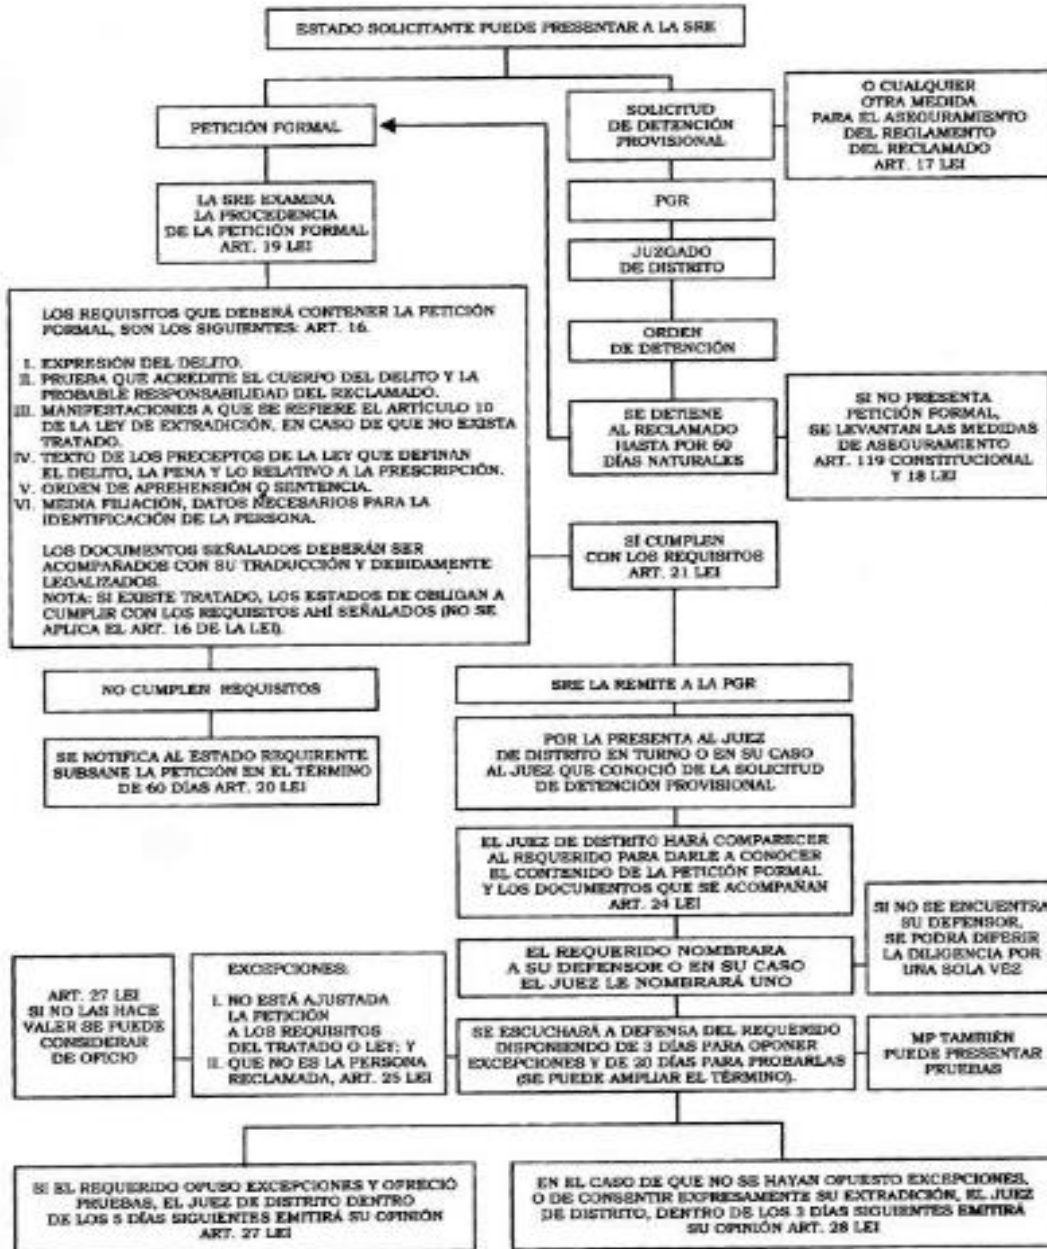 ESTADO SOLICITANTE PUEDE PRESENTAR A LA SRE
PETICIÓN FORMAL
SOLICITUD
DE DETENCIÓN
PROVISIONAL
O CUALQUIER
OTRA MEDIDA
PARA EL ASEGURAMIENTO
DEL REGLAMENTO
DEL RECLAMADO
ART. 17 LEI
LA SRE EXAMINA
LA PROCEDENCIA
DE LA PETICIÓN FORMAL
ART. 19 LEI
PGR
JUZGADO
DE DISTRITO
ORDEN
DE DETENCIÓN
SE DETIENE
AL RECLAMADO
HASTA POR 60
DÍAS NATURALES
SI NO PRESENTA
PETICIÓN FORMAL,
SE LEVANTAN LAS MEDIDAS
DE ASEGURAMIENTO
ART. 119 CONSTITUCIONAL
Y 18 LEI
LOS REQUISITOS QUE DEBERÁ CONTENER LA PETICIÓN
FORMAL, SON LOS SIGUIENTES: ART. 16.
I. EXPRESIÓN DEL DELITO.
II. PRUEBA QUE ACREDITE EL CUERPO DEL DELITO Y LA
PROBABLE RESPONSABILIDAD DEL RECLAMADO.
III. MANIFESTACIONES A QUE SE REFIERE EL ARTÍCULO 10
DE LA LEY DE EXTRADICIÓN, EN CASO DE QUE NO EXISTA
TRATADO.
IV. TEXTO DE LOS PRECEPTOS DE LA LEY QUE DEFINAN
EL DELITO, LA PENA Y LO RELATIVO A LA PRESCRIPCIÓN.
V. ORDEN DE APREHENSIÓN O SENTENCIA.
VI. MEDIA FILIACIÓN, DATOS NECESARIOS PARA LA
IDENTIFICACIÓN DE LA PERSONA.
LOS DOCUMENTOS SEÑALADOS DEBERÁN SER
ACOMPAÑADOS CON SU TRADUCCIÓN Y DEBIDAMENTE
LEGALIZADOS.
NOTA: SI EXISTE TRATADO, LOS ESTADOS DE OBLIGAN A
CUMPLIR CON LOS REQUISITOS AHÍ SEÑALADOS (NO SE
APLICA EL ART. 16 DE LA LEI).
SÍ CUMPLEN
CON LOS REQUISITOS
ART. 21 LEI
NO CUMPLEN REQUISITOS
SE NOTIFICA AL ESTADO REQUIRENTE
SUBSANE LA PETICIÓN EN EL TÉRMINO
DE 60 DÍAS ART. 20 LEI
SRE LA REMITE A LA PGR
POR LA PRESENTA AL JUEZ
DE DISTRITO EN TURNO O EN SU CASO
AL JUEZ QUE CONOCIÓ DE LA SOLICITUD
DE DETENCIÓN PROVISIONAL
EL JUEZ DE DISTRITO HARÁ COMPARECER
AL REQUERIDO PARA DARLE A CONOCER
EL CONTENIDO DE LA PETICIÓN FORMAL
Y LOS DOCUMENTOS QUE SE ACOMPAÑAN
ART. 24 LEI
EL REQUERIDO NOMBRARA
A SU DEFENSOR O EN SU CASO
EL JUEZ LE NOMBRARÁ UNO
SI NO SE ENCUENTRA
SU DEFENSOR,
SE PODRÁ DIFERIR
LA DILIGENCIA POR
UNA SOLA VEZ
ART. 27 LEI
SI NO LAS HACE
VALER SE PUEDE
CONSIDERAR
DE OFICIO
EXCEPCIONES:
I. NO ESTÁ AJUSTADA
LA PETICIÓN
A LOS REQUISITOS
DEL TRATADO O LEY; Y
II. QUE NO ES LA PERSONA
RECLAMADA, ART. 25 LEI
SE ESCUCHARÁ A DEFENSA DEL REQUERIDO
DISPONIENDO DE 3 DÍAS PARA OPONER
EXCEPCIONES Y DE 20 DÍAS PARA PROBARLAS
(SE PUEDE AMPLIAR EL TÉRMINO).
MP TAMBIÉN
PUEDE PRESENTAR
PRUEBAS
SI EL REQUERIDO OPUSO EXCEPCIONES Y OFRECIÓ
PRUEBAS, EL JUEZ DE DISTRITO DENTRO
DE LOS 5 DÍAS SIGUIENTES EMITIRÁ SU OPINIÓN
ART. 27 LEI
EN EL CASO DE QUE NO SE HAYAN OPUESTO EXCEPCIONES,
O DE CONSENTIR EXPRESAMENTE SU EXTRADICIÓN, EL JUEZ
DE DISTRITO, DENTRO DE LOS 3 DÍAS SIGUIENTES EMITIRÁ
SU OPINIÓN ART. 28 LEI